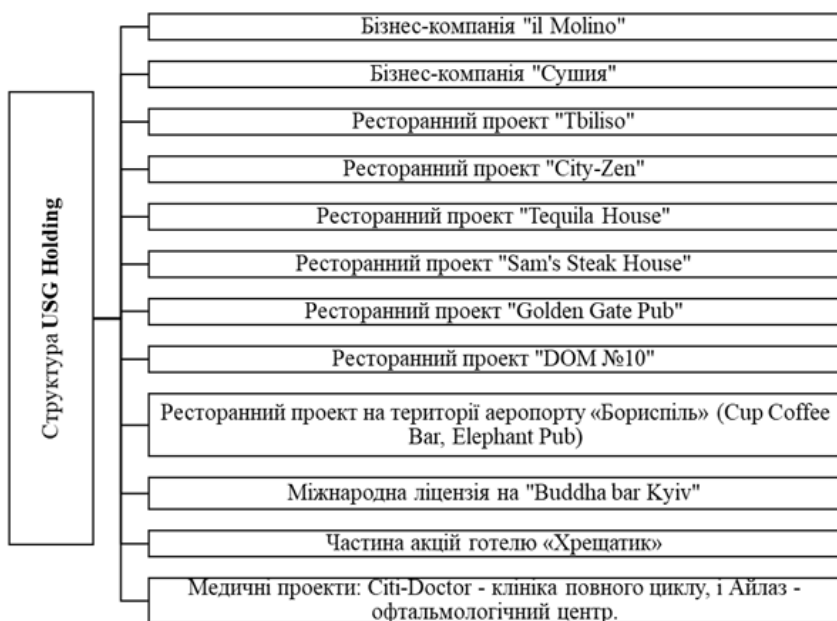 Структура USG Holding
Бізнес-компанія "il Molino"
Бізнес-компанія "Сушия"
Ресторанний проект "Tbiliso"
Ресторанний проект "City-Zen"
Ресторанний проект "Tequila House"
Ресторанний проект "Sam's Steak House"
Ресторанний проект "Golden Gate Pub"
Ресторанний проект "DOM №10"
Ресторанний проект на території аеропорту «Бориспіль» (Cup Coffee
Bar, Elephant Pub)
Міжнародна ліцензія на "Buddha bar Kyiv"
Частина акцій готелю «Хрещатик»
Медичні проекти: Citi-Doctor - клініка повного циклу, і Айлаз -
офтальмологічний центр.